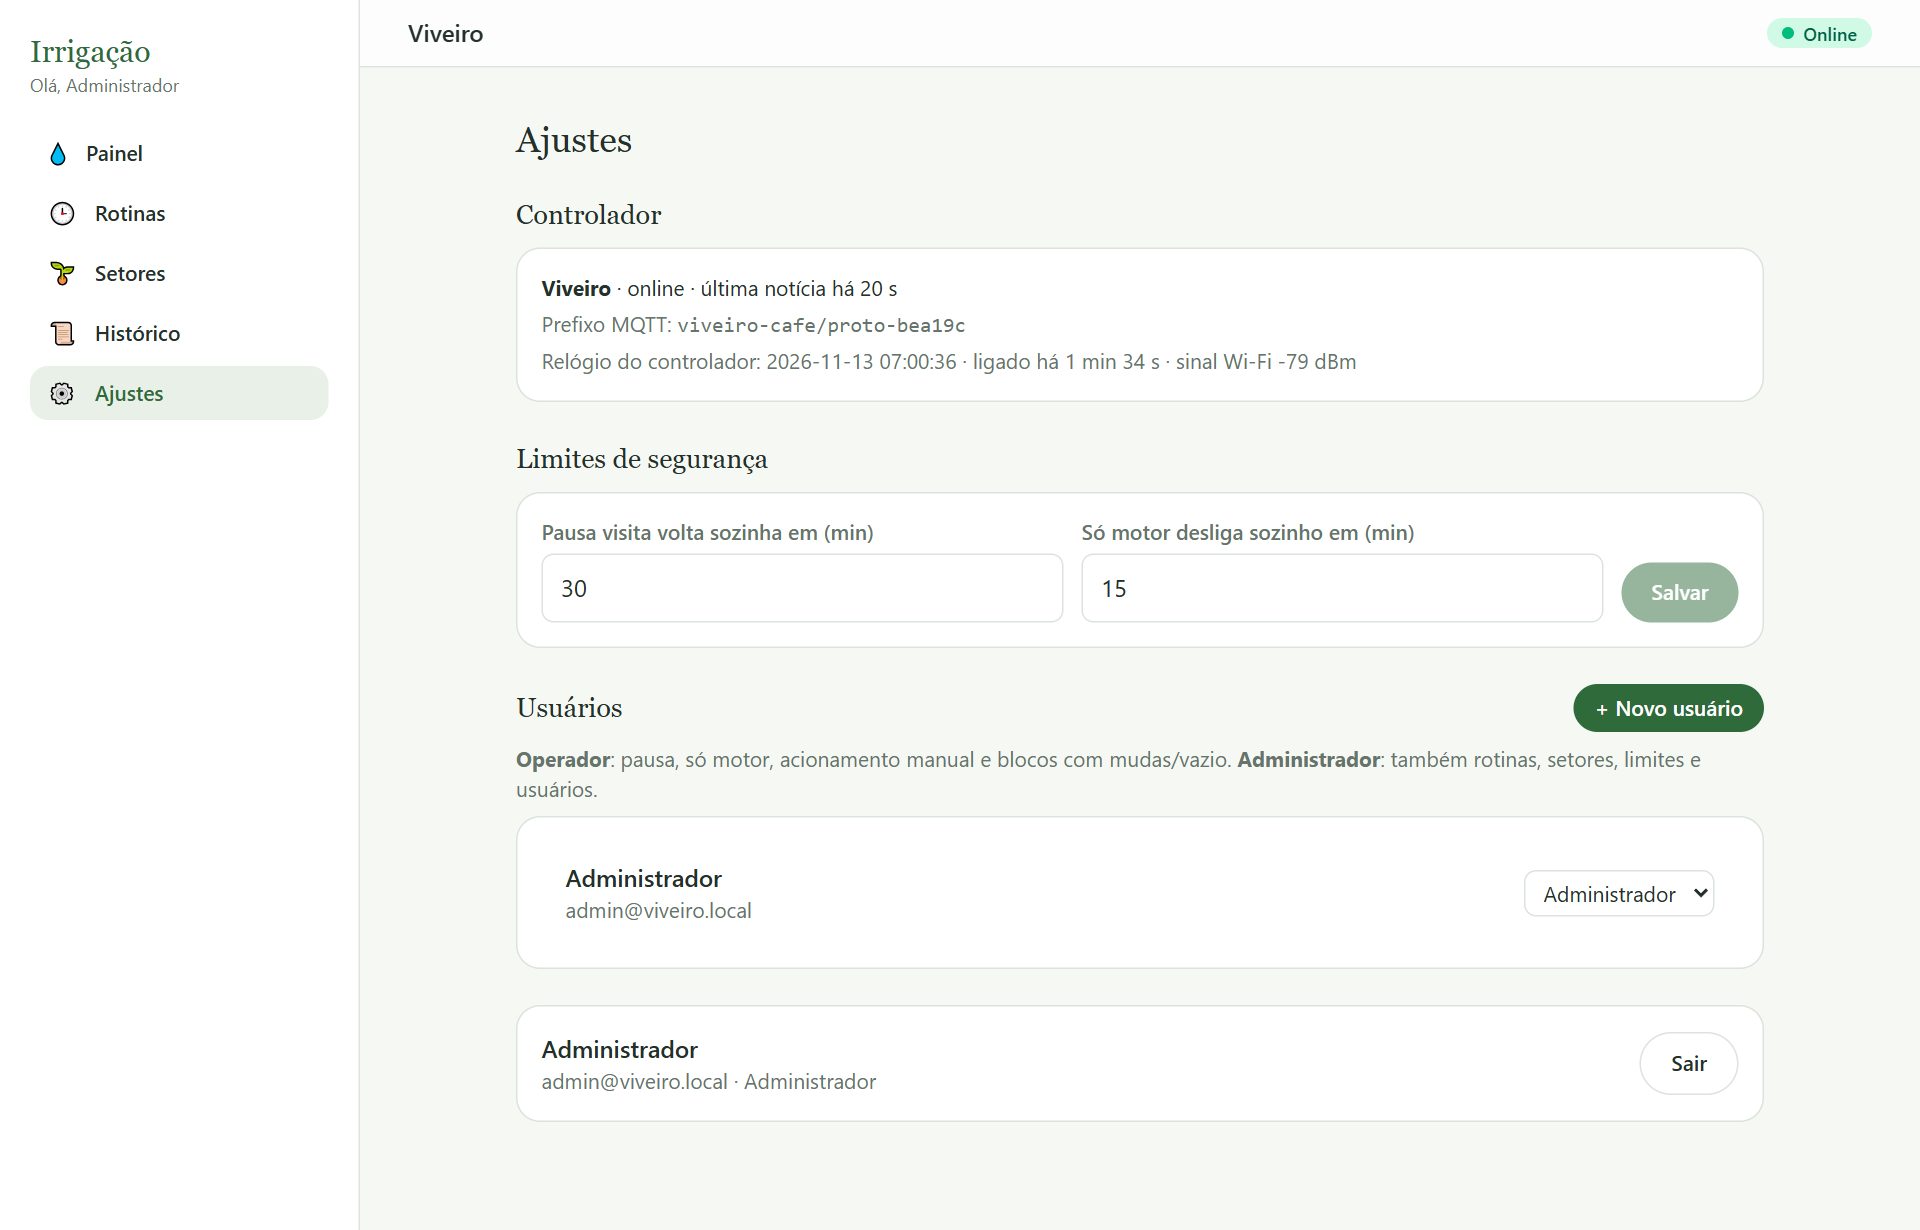 Irrigação
Olá, Administrador
Painel
Rotinas
Setores
Histórico
Ajustes
Viveiro
Online
Ajustes
Controlador
Viveiro · online · última notícia há 20 s
Prefixo MQTT: viveiro-cafe/proto-bea19c
Relógio do controlador: 2026-11-13 07:00:36 · ligado há 1 min 34 s · sinal Wi-Fi -79 dBm
Limites de segurança
Pausa visita volta sozinha em (min)
Só motor desliga sozinho em (min)
30
15
Salvar
Usuários
+ Novo usuário
Operador: pausa, só motor, acionamento manual e blocos com mudas/vazio. Administrador: também rotinas, setores, limites e
usuários.
Administrador
admin@viveiro.local
Administrador
Administrador
admin@viveiro.local · Administrador
Sair